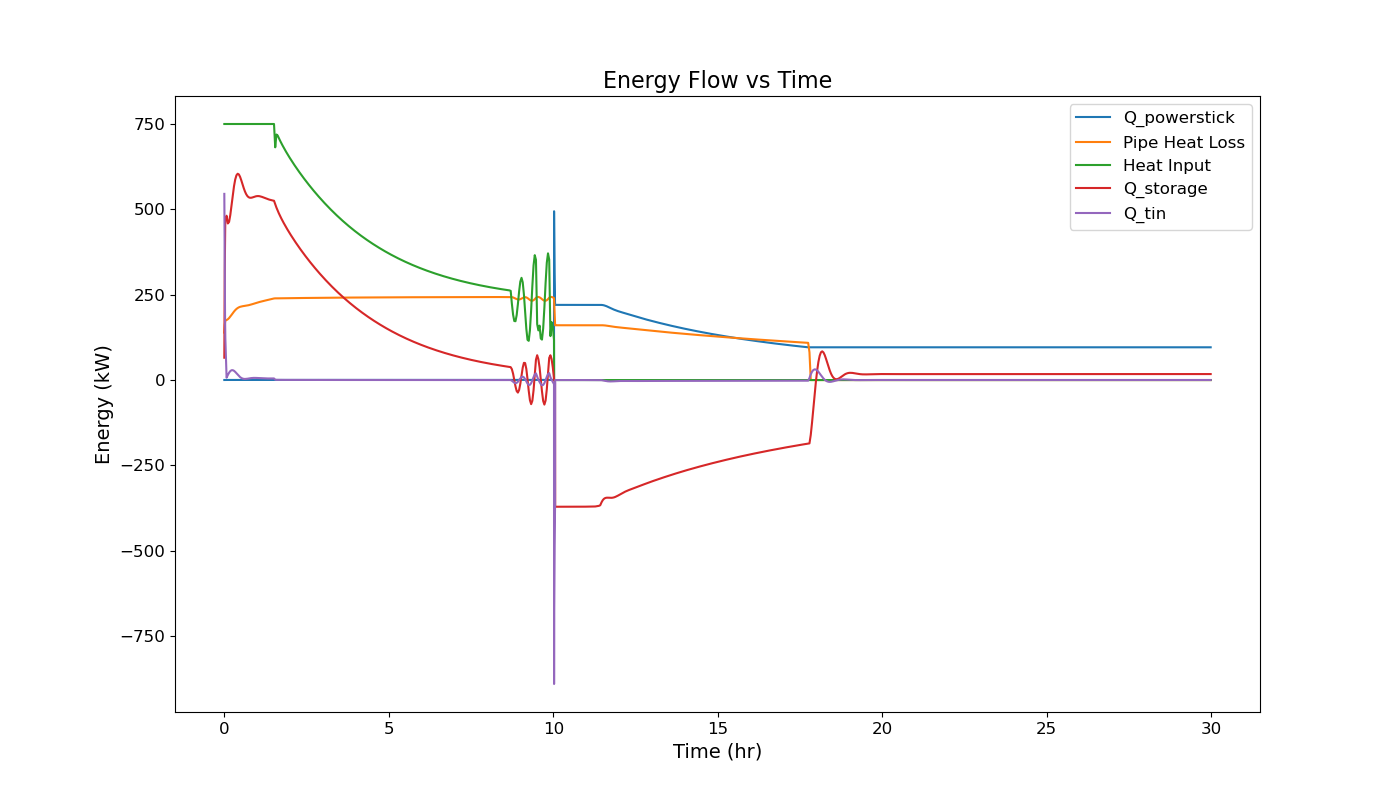 Energy Flow vs Time
Q_powerstick
Pipe Heat Loss
Heat Input
Q_storage
Q_tin
750
500
250
0
−250
−500
−750
Energy (kW)
0 5 10 15 20 25 30
Time (hr)